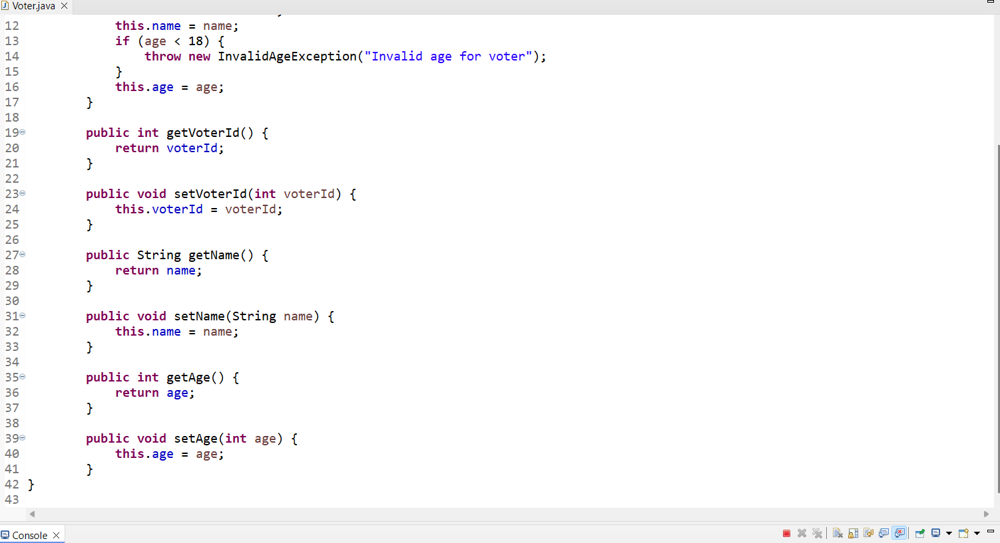 Voter.java
12 this.name = name;
13 if (age < 18) {
14 throw new InvalidAgeException("Invalid age for voter");
15 }
16 this.age = age;
17 }
18
19 public int getVoterId() {
20 return voterId;
21 }
22
23 public void setVoterId(int voterId) {
24 this.voterId = voterId;
25 }
26
27 public String getName() {
28 return name;
29 }
30
31 public void setName(String name) {
32 this.name = name;
33 }
34
35 public int getAge() {
36 return age;
37 }
38
39 public void setAge(int age) {
40 this.age = age;
41 }
42 }
43
Console